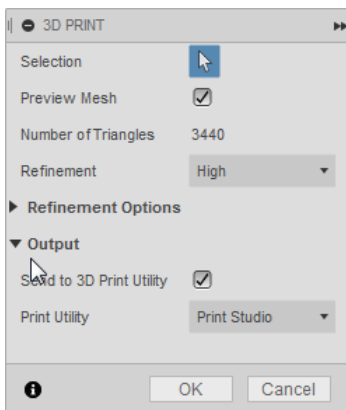 3D PRINT
Selection
Preview Mesh
Number of Triangles 3440
Refinement High
Refinement Options
Output
Send to 3D Print Utility
Print Utility Print Studio
OK Cancel